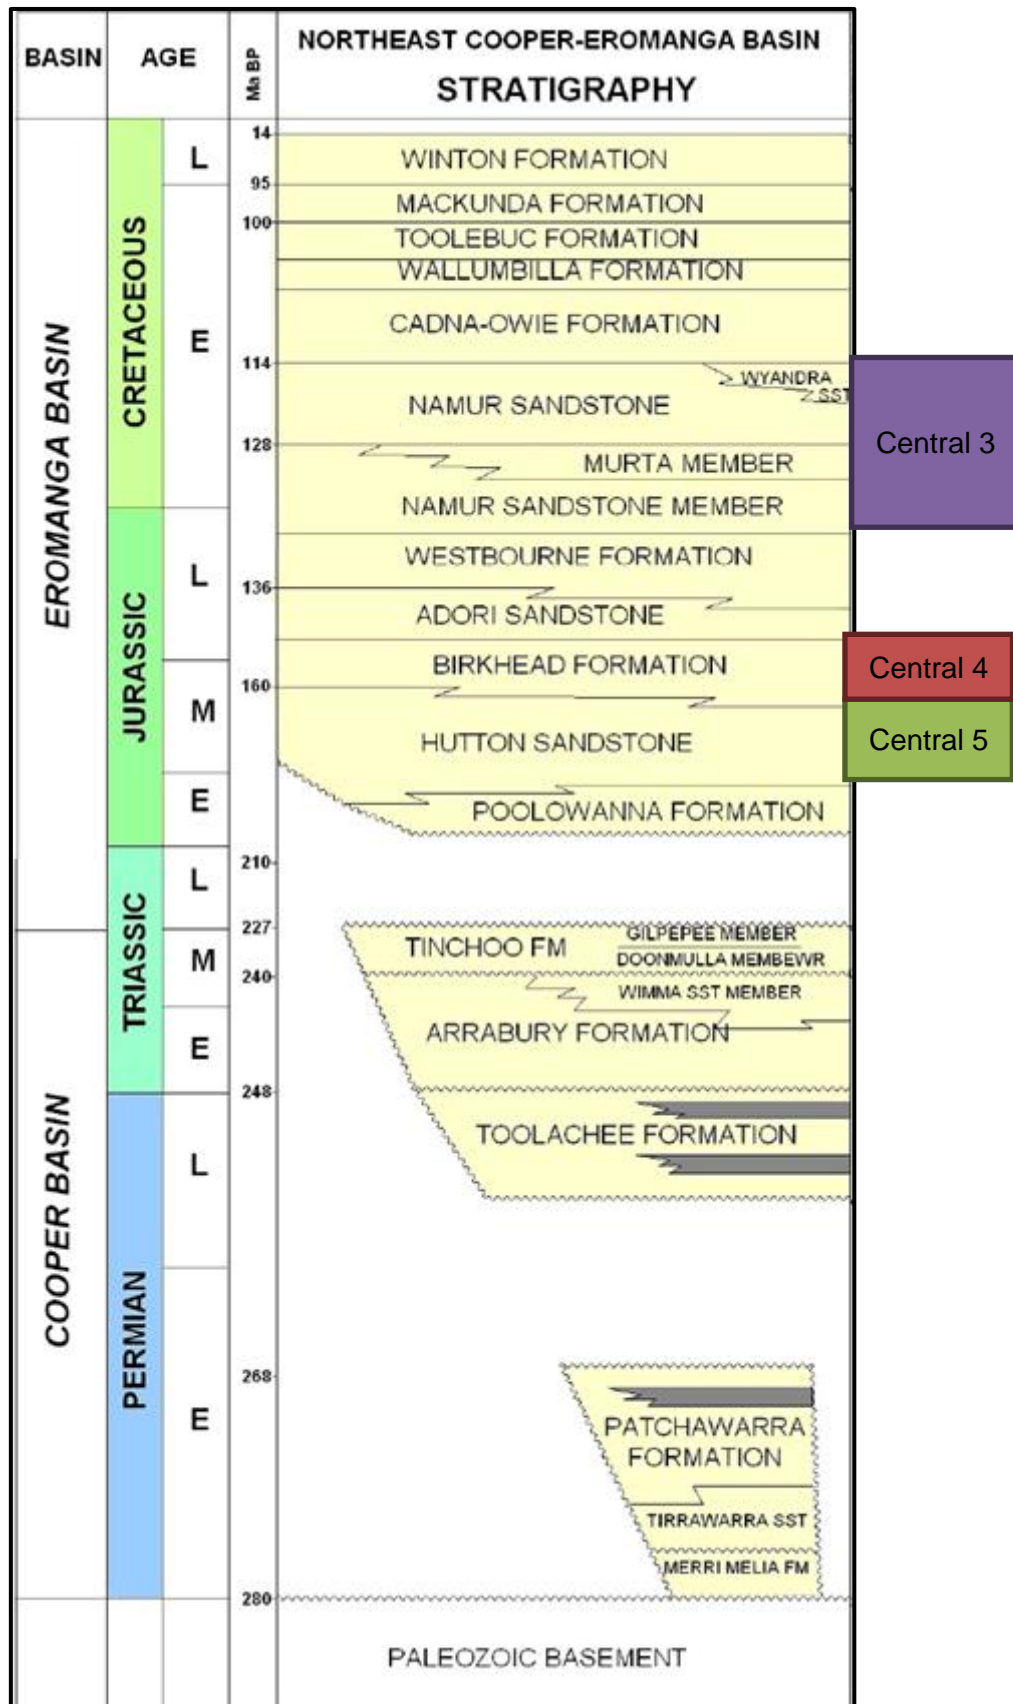 NORTHEAST COOPER-EROMANGA BASIN
BASIN
AGE
Ma BP
STRATIGRAPHY
14
L
WINTON FORMATION
95
MACKUNDA FORMATION
100
TOOLEBUC FORMATION
WALLUMBILLA FORMATION
CRETACEOUS
E
CADNA-OWIE FORMATION
114
WYANDRA
SST
NAMUR SANDSTONE
Central 3
128
MURTA MEMBER
EROMANGA BASIN
NAMUR SANDSTONE MEMBER
WESTBOURNE FORMATION
L
136
ADORI SANDSTONE
JURASSIC
BIRKHEAD FORMATION
Central 4
160
M
HUTTON SANDSTONE
Central 5
E
POOLOWANNA FORMATION
210
L
227
TRIASSIC
GILPEPEE MEMBER
TINCHOO FM
M
DOONMULLA MEMBEWR
240
WIMMA SST MEMBER
ARRABURY FORMATION
E
248
TOOLACHEE FORMATION
L
COOPER BASIN
PERMIAN
268
E
PATCHAWARRA
FORMATION
TIRRAWARRA SST
MERRI MELIA FM
280
PALEOZOIC BASEMENT